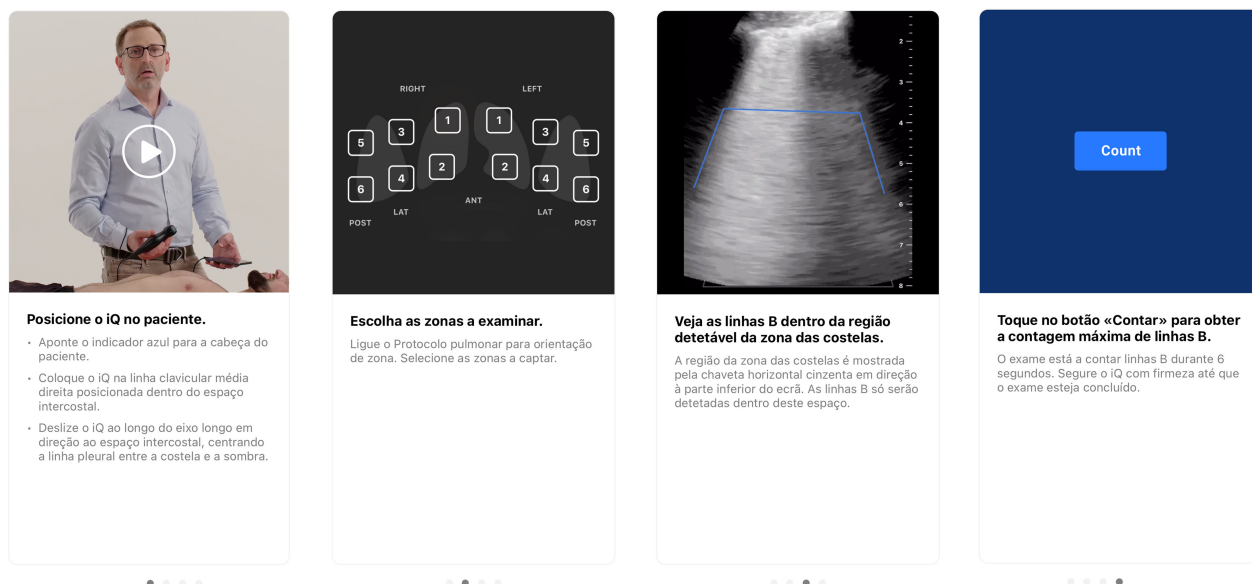 Posicione o iQ no paciente.
• Aponte o indicador azul para a cabeça do
paciente.
• Coloque o iQ na linha clavicular média
direita posicionada dentro do espaço
intercostal.
• Deslize o iQ ao longo do eixo longo em
direção ao espaço intercostal, centrando
a linha pleural entre a costela e a sombra.
RIGHT LEFT
1 1
3 3
5 5
2 2
4 4
6 6
ANT
LAT LAT
POST POST
Escolha as zonas a examinar.
Ligue o Protocolo pulmonar para orientação
de zona. Selecione as zonas a captar.
2
3
4
5
6
7
8
Veja as linhas B dentro da região
detetável da zona das costelas.
A região da zona das costelas é mostrada
pela chaveta horizontal cinzenta em direção
à parte inferior do ecrã. As linhas B só serão
detetadas dentro deste espaço.
Count
Toque no botão «Contar» para obter
a contagem máxima de linhas B.
O exame está a contar linhas B durante 6
segundos. Segure o iQ com firmeza até que
o exame esteja concluído.